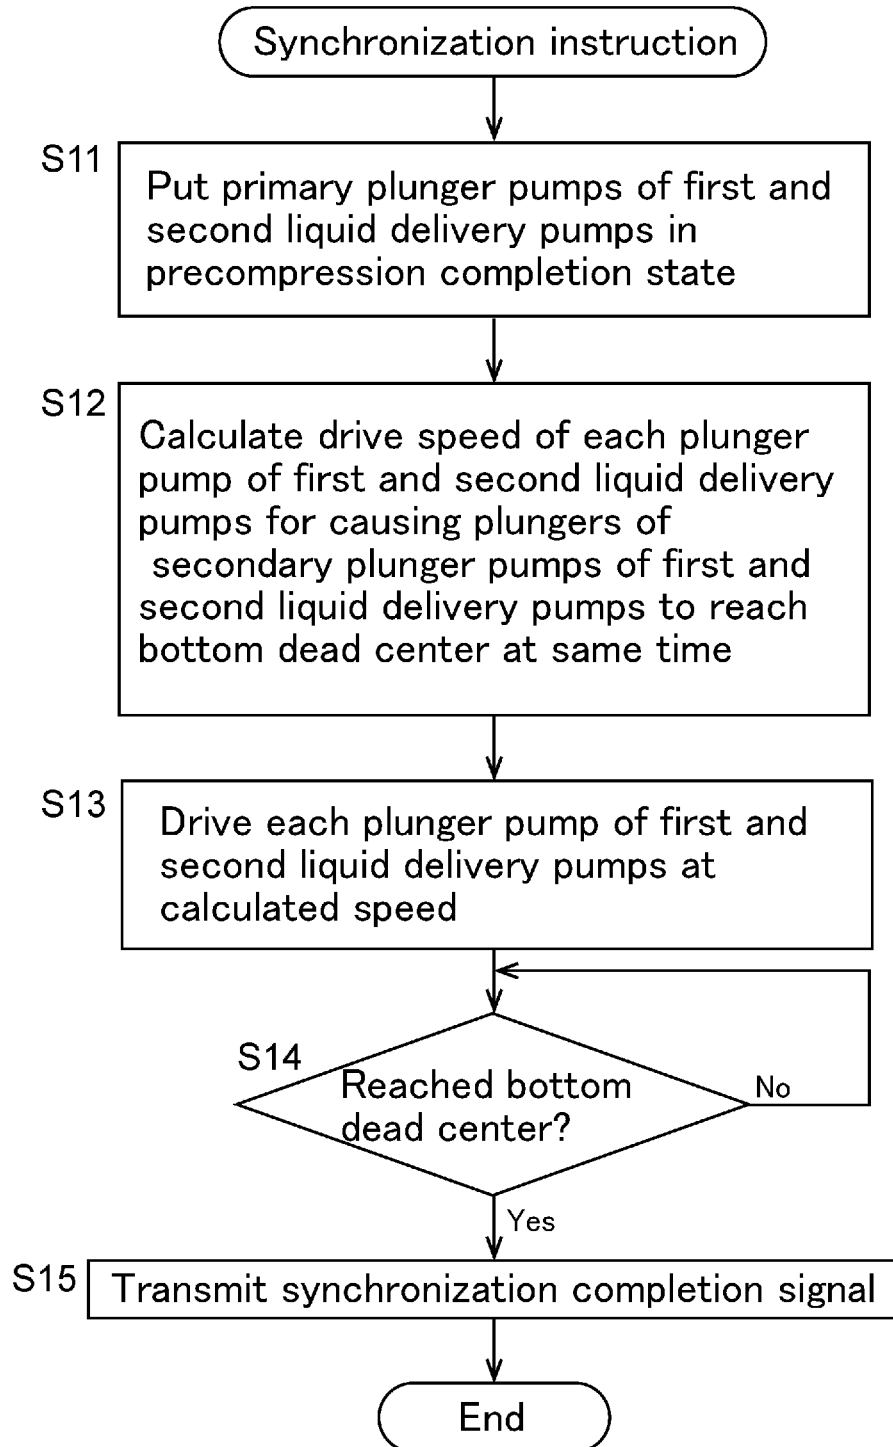 Synchronization instruction
S11
Put primary plunger pumps of first and
second liquid delivery pumps in
precompression completion state
S12
Calculate drive speed of each plunger
pump of first and second liquid delivery
pumps for causing plungers of
secondary plunger pumps of first and
second liquid delivery pumps to reach
bottom dead center at same time
S13
Drive each plunger pump of first and
second liquid delivery pumps at
calculated speed
S14
Reached bottom
dead center?
No
Yes
S15
Transmit synchronization completion signal
End